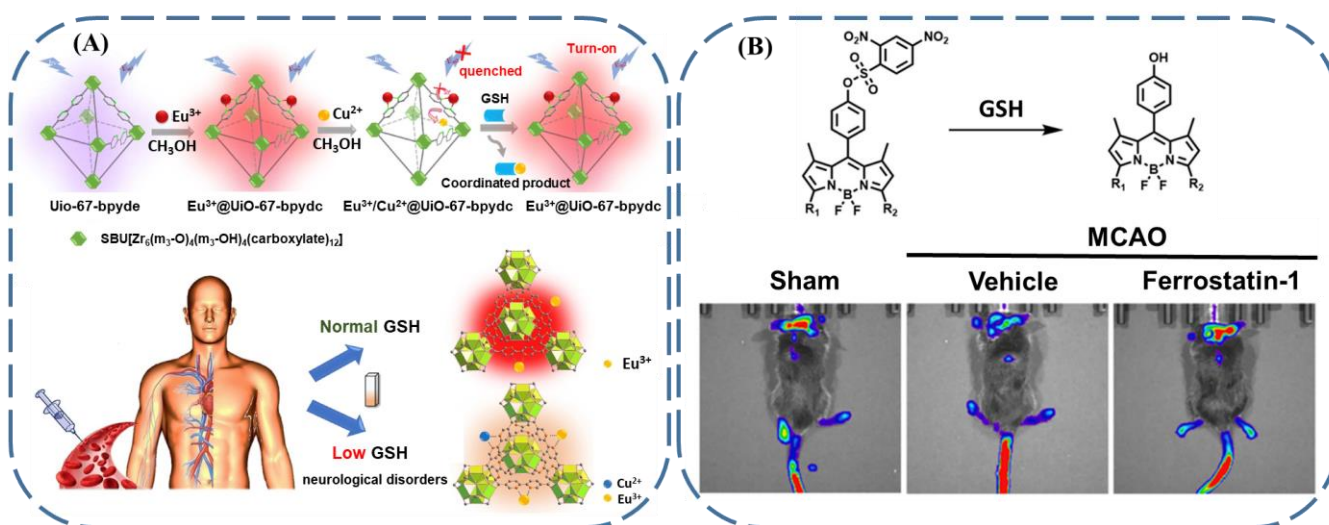 (A)
Turn-on
quenched
Eu³⁺
CH₃OH
Cu²⁺
CH₃OH
GSH
Coordinated product
Uio-67-bpyde
Eu³⁺@UiO-67-bpydc
Eu³⁺/Cu²⁺@UiO-67-bpydc
Eu³⁺@UiO-67-bpydc
SBU[Zr₆(m₃-O)₄(m₃-OH)₄(carboxylate)₁₂]
Normal GSH
Eu³⁺
Low GSH
neurological disorders
Cu²⁺
Eu³⁺
(B)
NO₂
NO₂
O
S
O
O
GSH
OH
N
N
B
F
F
R₁
R₂
N
N
B
F
F
R₁
R₂
MCAO
Sham
Vehicle
Ferrostatin-1